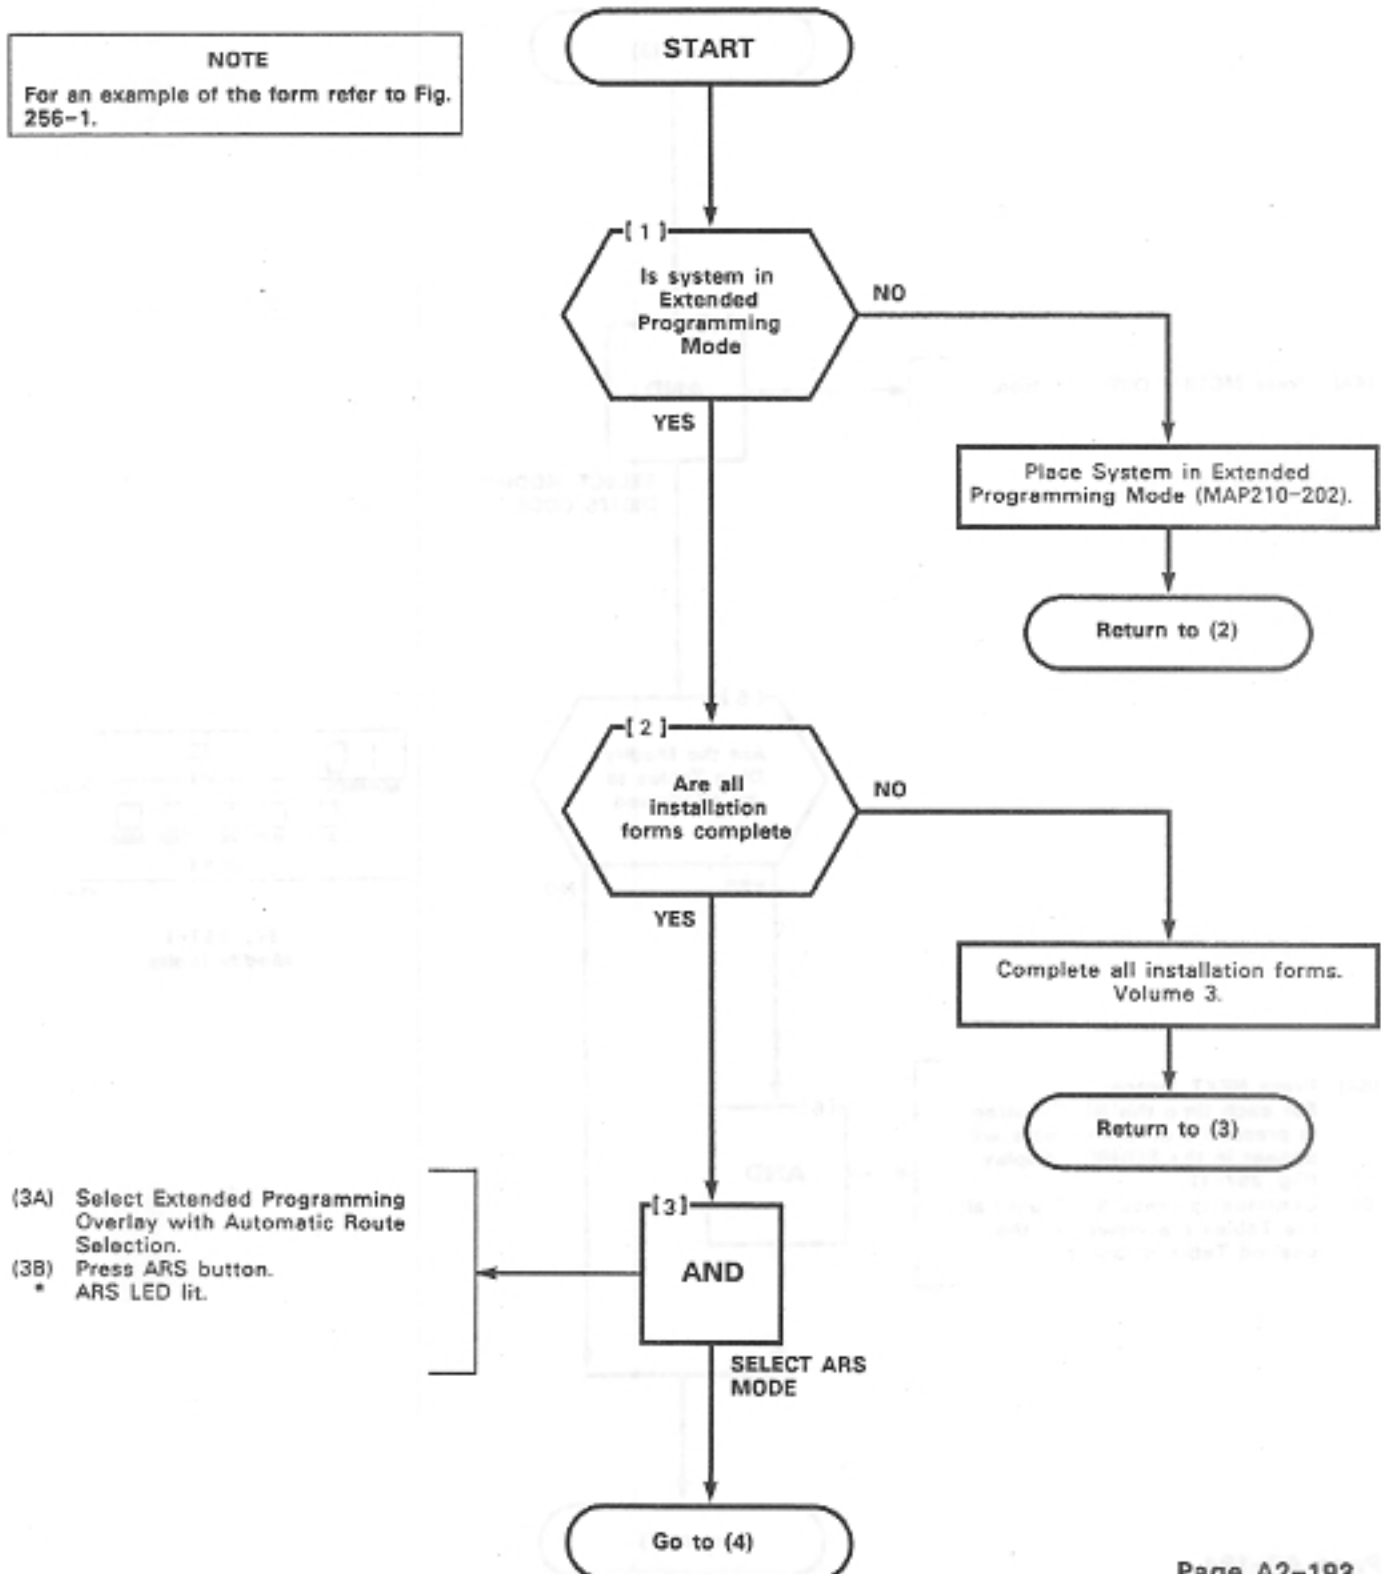 START
NOTE
For an example of the form refer to Fig.
256-1.
[ 1 ]
Is system in
Extended
Programming
Mode
NO
YES
Place System in Extended
Programming Mode (MAP210-202).
Return to (2)
[ 2 ]
Are all
installation
forms complete
NO
YES
Complete all installation forms.
Volume 3.
Return to (3)
[3]
AND
(3A) Select Extended Programming
Overlay with Automatic Route
Selection.
(3B) Press ARS button.
* ARS LED lit.
SELECT ARS
MODE
Go to (4)
Page A2-193